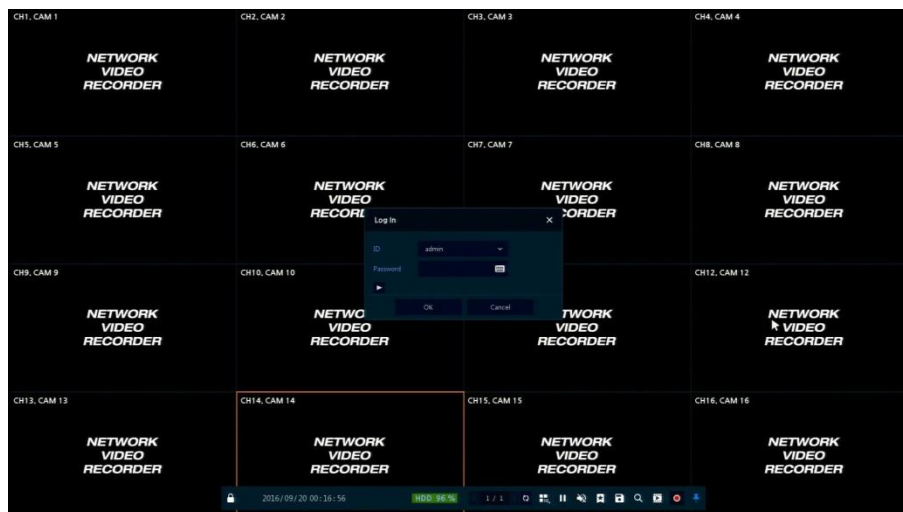 CH1, CAM 1
CH2, CAM 2
CH3, CAM 3
CH4, CAM 4
NETWORK
VIDEO
RECORDER
NETWORK
VIDEO
RECORDER
NETWORK
VIDEO
RECORDER
NETWORK
VIDEO
RECORDER
CH5, CAM 5
CH6, CAM 6
CH7, CAM 7
CH8, CAM 8
NETWORK
VIDEO
RECORDER
NETWORK
VIDEO
NETWORK
VIDEO
NETWORK
VIDEO
RECORDER
Log In
ID
admin
Password
OK
Cancel
CH9, CAM 9
CH10, CAM 10
CH12, CAM 12
NETWORK
VIDEO
RECORDER
VIDEO
RECORDER
VIDEO
RECORDER
NETWORK
VIDEO
RECORDER
CH13, CAM 13
CH14, CAM 14
CH15, CAM 15
CH16, CAM 16
NETWORK
VIDEO
RECORDER
NETWORK
VIDEO
RECORDER
NETWORK
VIDEO
RECORDER
NETWORK
VIDEO
RECORDER
2016/09/20 00:16:56
HDD 96 %
1 / 1